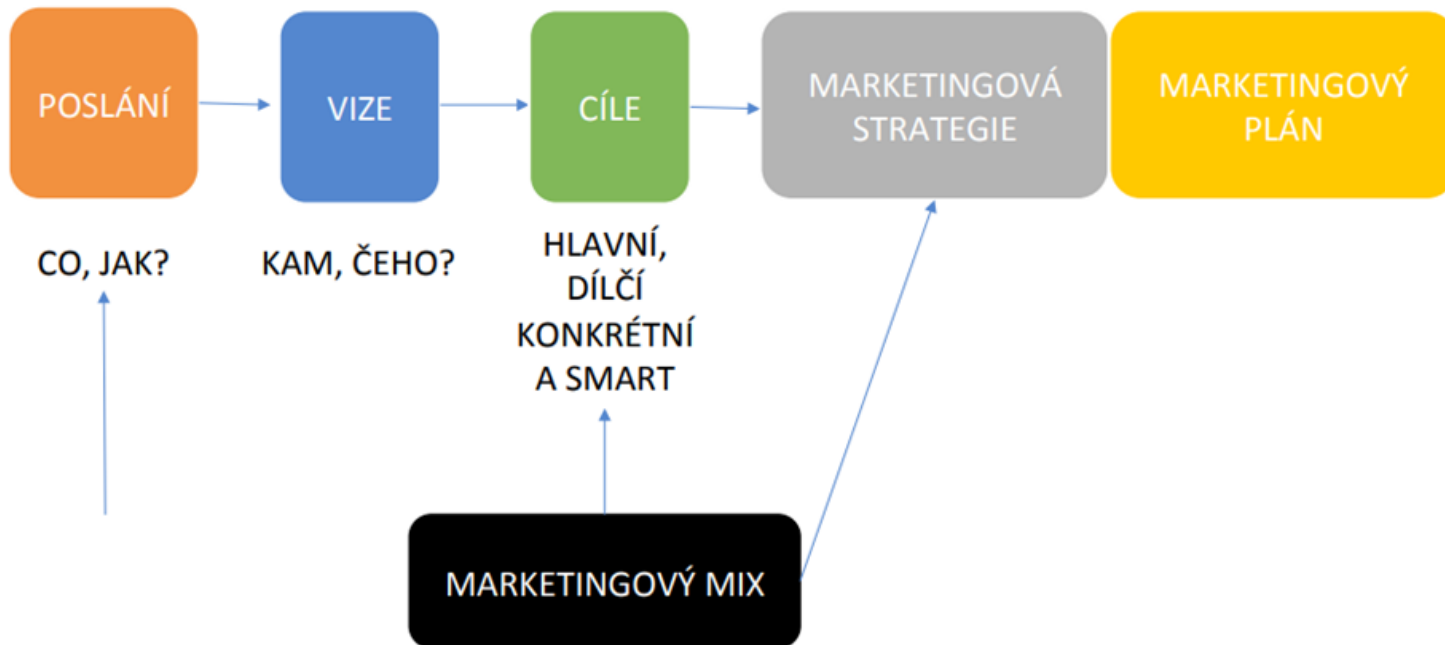 POSLÁNÍ
VIZE
CÍLE
MARKETINGOVÁ
STRATEGIE
MARKETINGOVÝ
PLÁN
CO, JAK?
KAM, ČEHO?
HLAVNÍ,
DÍLČÍ
KONKRÉTNÍ
A SMART
MARKETINGOVÝ MIX